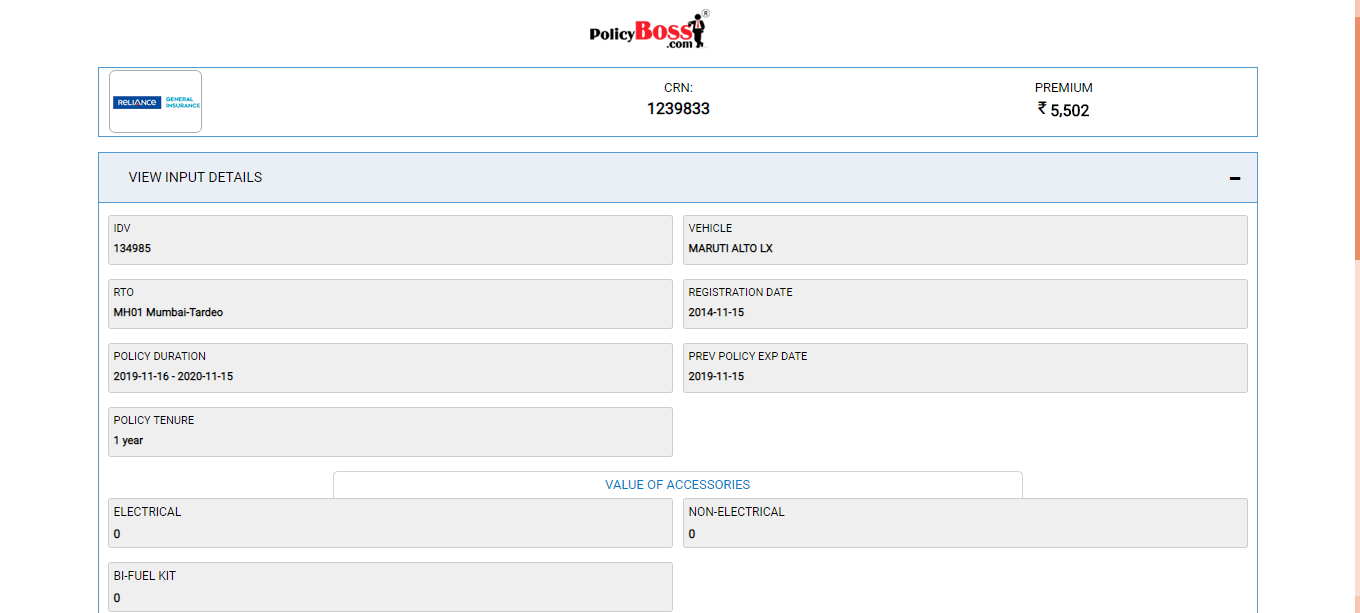 PolicyBoss®
.com
RELIANCE GENERAL INSURANCE
CRN:
1239833
PREMIUM
₹ 5,502
VIEW INPUT DETAILS
IDV
134985
VEHICLE
MARUTI ALTO LX
RTO
MH01 Mumbai-Tardeo
REGISTRATION DATE
2014-11-15
POLICY DURATION
2019-11-16 - 2020-11-15
PREV POLICY EXP DATE
2019-11-15
POLICY TENURE
1 year
VALUE OF ACCESSORIES
ELECTRICAL
0
NON-ELECTRICAL
0
BI-FUEL KIT
0